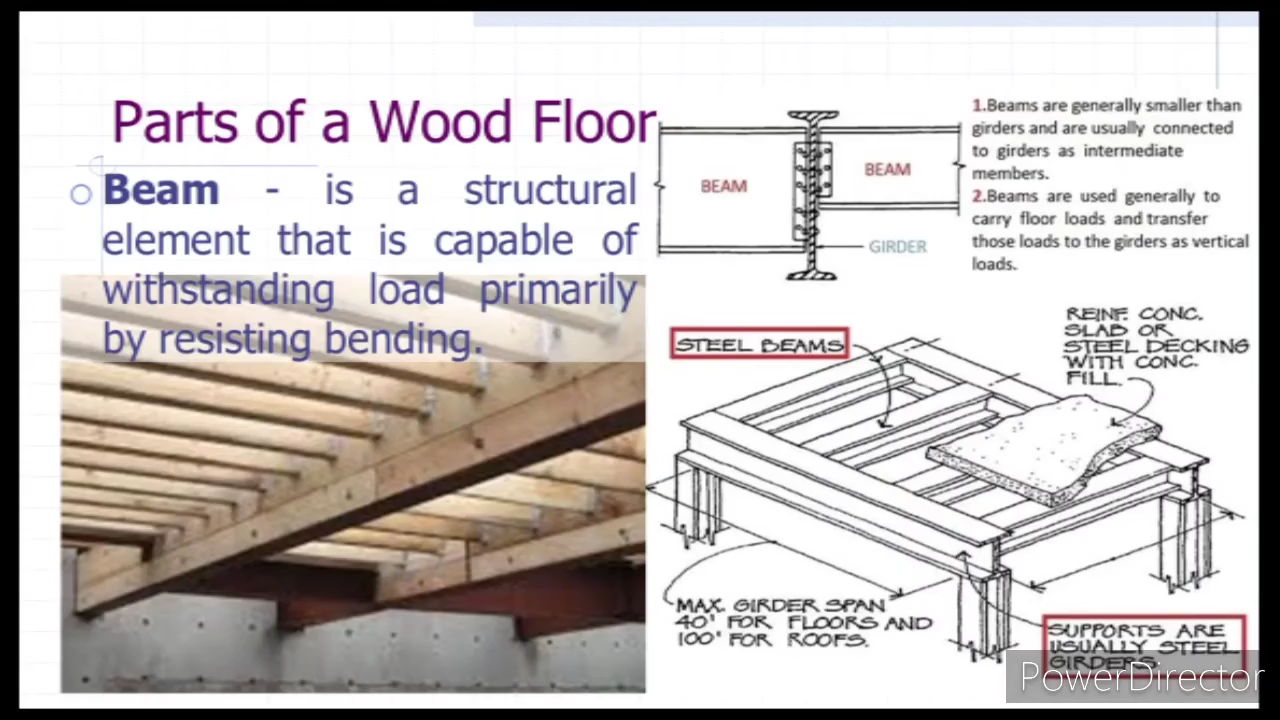 Parts of a Wood Floor
Beam - is a structural
element that is capable of
withstanding load primarily
by resisting bending.
BEAM
BEAM
GIRDER
1.Beams are generally smaller than
girders and are usually connected
to girders as intermediate
members.
2.Beams are used generally to
carry floor loads and transfer
those loads to the girders as vertical
loads.
STEEL BEAMS
REINF. CONC.
SLAB OR
STEEL DECKING
WITH CONC.
FILL.
MAX. GIRDER SPAN
40' FOR FLOORS AND
100' FOR ROOFS.
SUPPORTS ARE
USUALLY STEEL
GIRDERS
PowerDirector